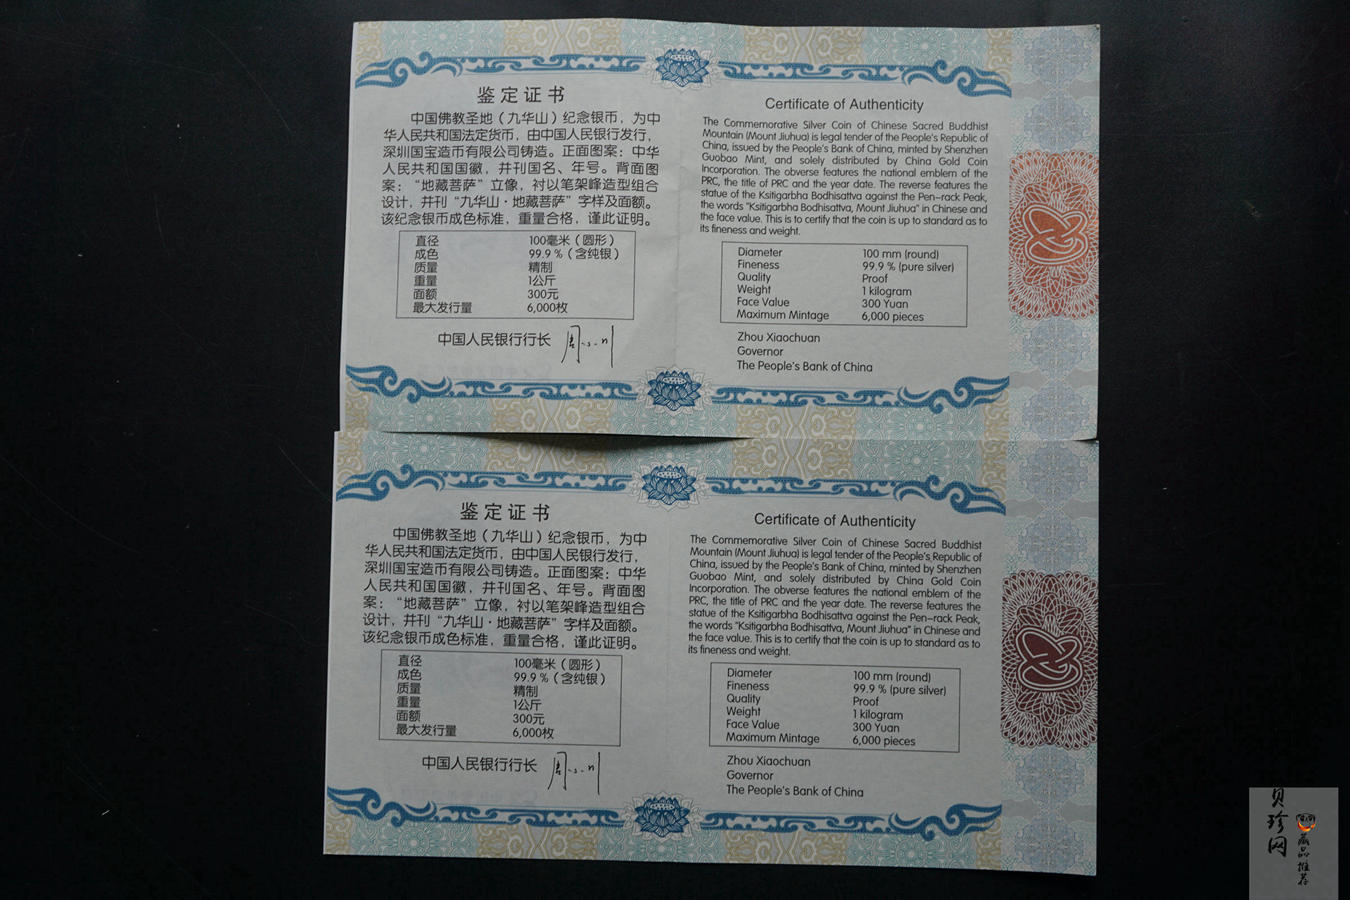 鉴定证书
中国佛教圣地（九华山）纪念银币，为中
华人民共和国法定货币，由中国人民银行发行，
深圳国宝造币有限公司铸造。正面图案：中华
人民共和国国徽，并刊国名、年号。背面图
案：“地藏菩萨”立像，衬以笔架峰造型组合
设计，并刊“九华山·地藏菩萨”字样及面额。
该纪念银币成色标准，重量合格，谨此证明。
直径 100毫米（圆形）
成色 99.9％（含纯银）
质量 精制
重量 1公斤
面额 300元
最大发行量 6,000枚
中国人民银行行长
Certificate of Authenticity
The Commemorative Silver Coin of Chinese Sacred Buddhist
Mountain (Mount Jiuhua) is legal tender of the People's Republic of
China, issued by the People's Bank of China, minted by Shenzhen
Guobao Mint, and solely distributed by China Gold Coin
Incorporation. The obverse features the national emblem of the
PRC, the title of PRC and the year date. The reverse features the
statue of the Ksitigarbha Bodhisattva against the Pen-rack Peak,
the words "Ksitigarbha Bodhisattva, Mount Jiuhua" in Chinese and
the face value. This is to certify that the coin is up to standard as to
its fineness and weight.
Diameter 100 mm (round)
Fineness 99.9 % (pure silver)
Quality Proof
Weight 1 kilogram
Face Value 300 Yuan
Maximum Mintage 6,000 pieces
Zhou Xiaochuan
Governor
The People's Bank of China
鉴定证书
中国佛教圣地（九华山）纪念银币，为中
华人民共和国法定货币，由中国人民银行发行，
深圳国宝造币有限公司铸造。正面图案：中华
人民共和国国徽，并刊国名、年号。背面图
案：“地藏菩萨”立像，衬以笔架峰造型组合
设计，并刊“九华山·地藏菩萨”字样及面额。
该纪念银币成色标准，重量合格，谨此证明。
直径 100毫米（圆形）
成色 99.9％（含纯银）
质量 精制
重量 1公斤
面额 300元
最大发行量 6,000枚
中国人民银行行长
Certificate of Authenticity
The Commemorative Silver Coin of Chinese Sacred Buddhist
Mountain (Mount Jiuhua) is legal tender of the People's Republic of
China, issued by the People's Bank of China, minted by Shenzhen
Guobao Mint, and solely distributed by China Gold Coin
Incorporation. The obverse features the national emblem of the
PRC, the title of PRC and the year date. The reverse features the
statue of the Ksitigarbha Bodhisattva against the Pen-rack Peak,
the words "Ksitigarbha Bodhisattva, Mount Jiuhua" in Chinese and
the face value. This is to certify that the coin is up to standard as to
its fineness and weight.
Diameter 100 mm (round)
Fineness 99.9 % (pure silver)
Quality Proof
Weight 1 kilogram
Face Value 300 Yuan
Maximum Mintage 6,000 pieces
Zhou Xiaochuan
Governor
The People's Bank of China
贝珍网
藏品推荐